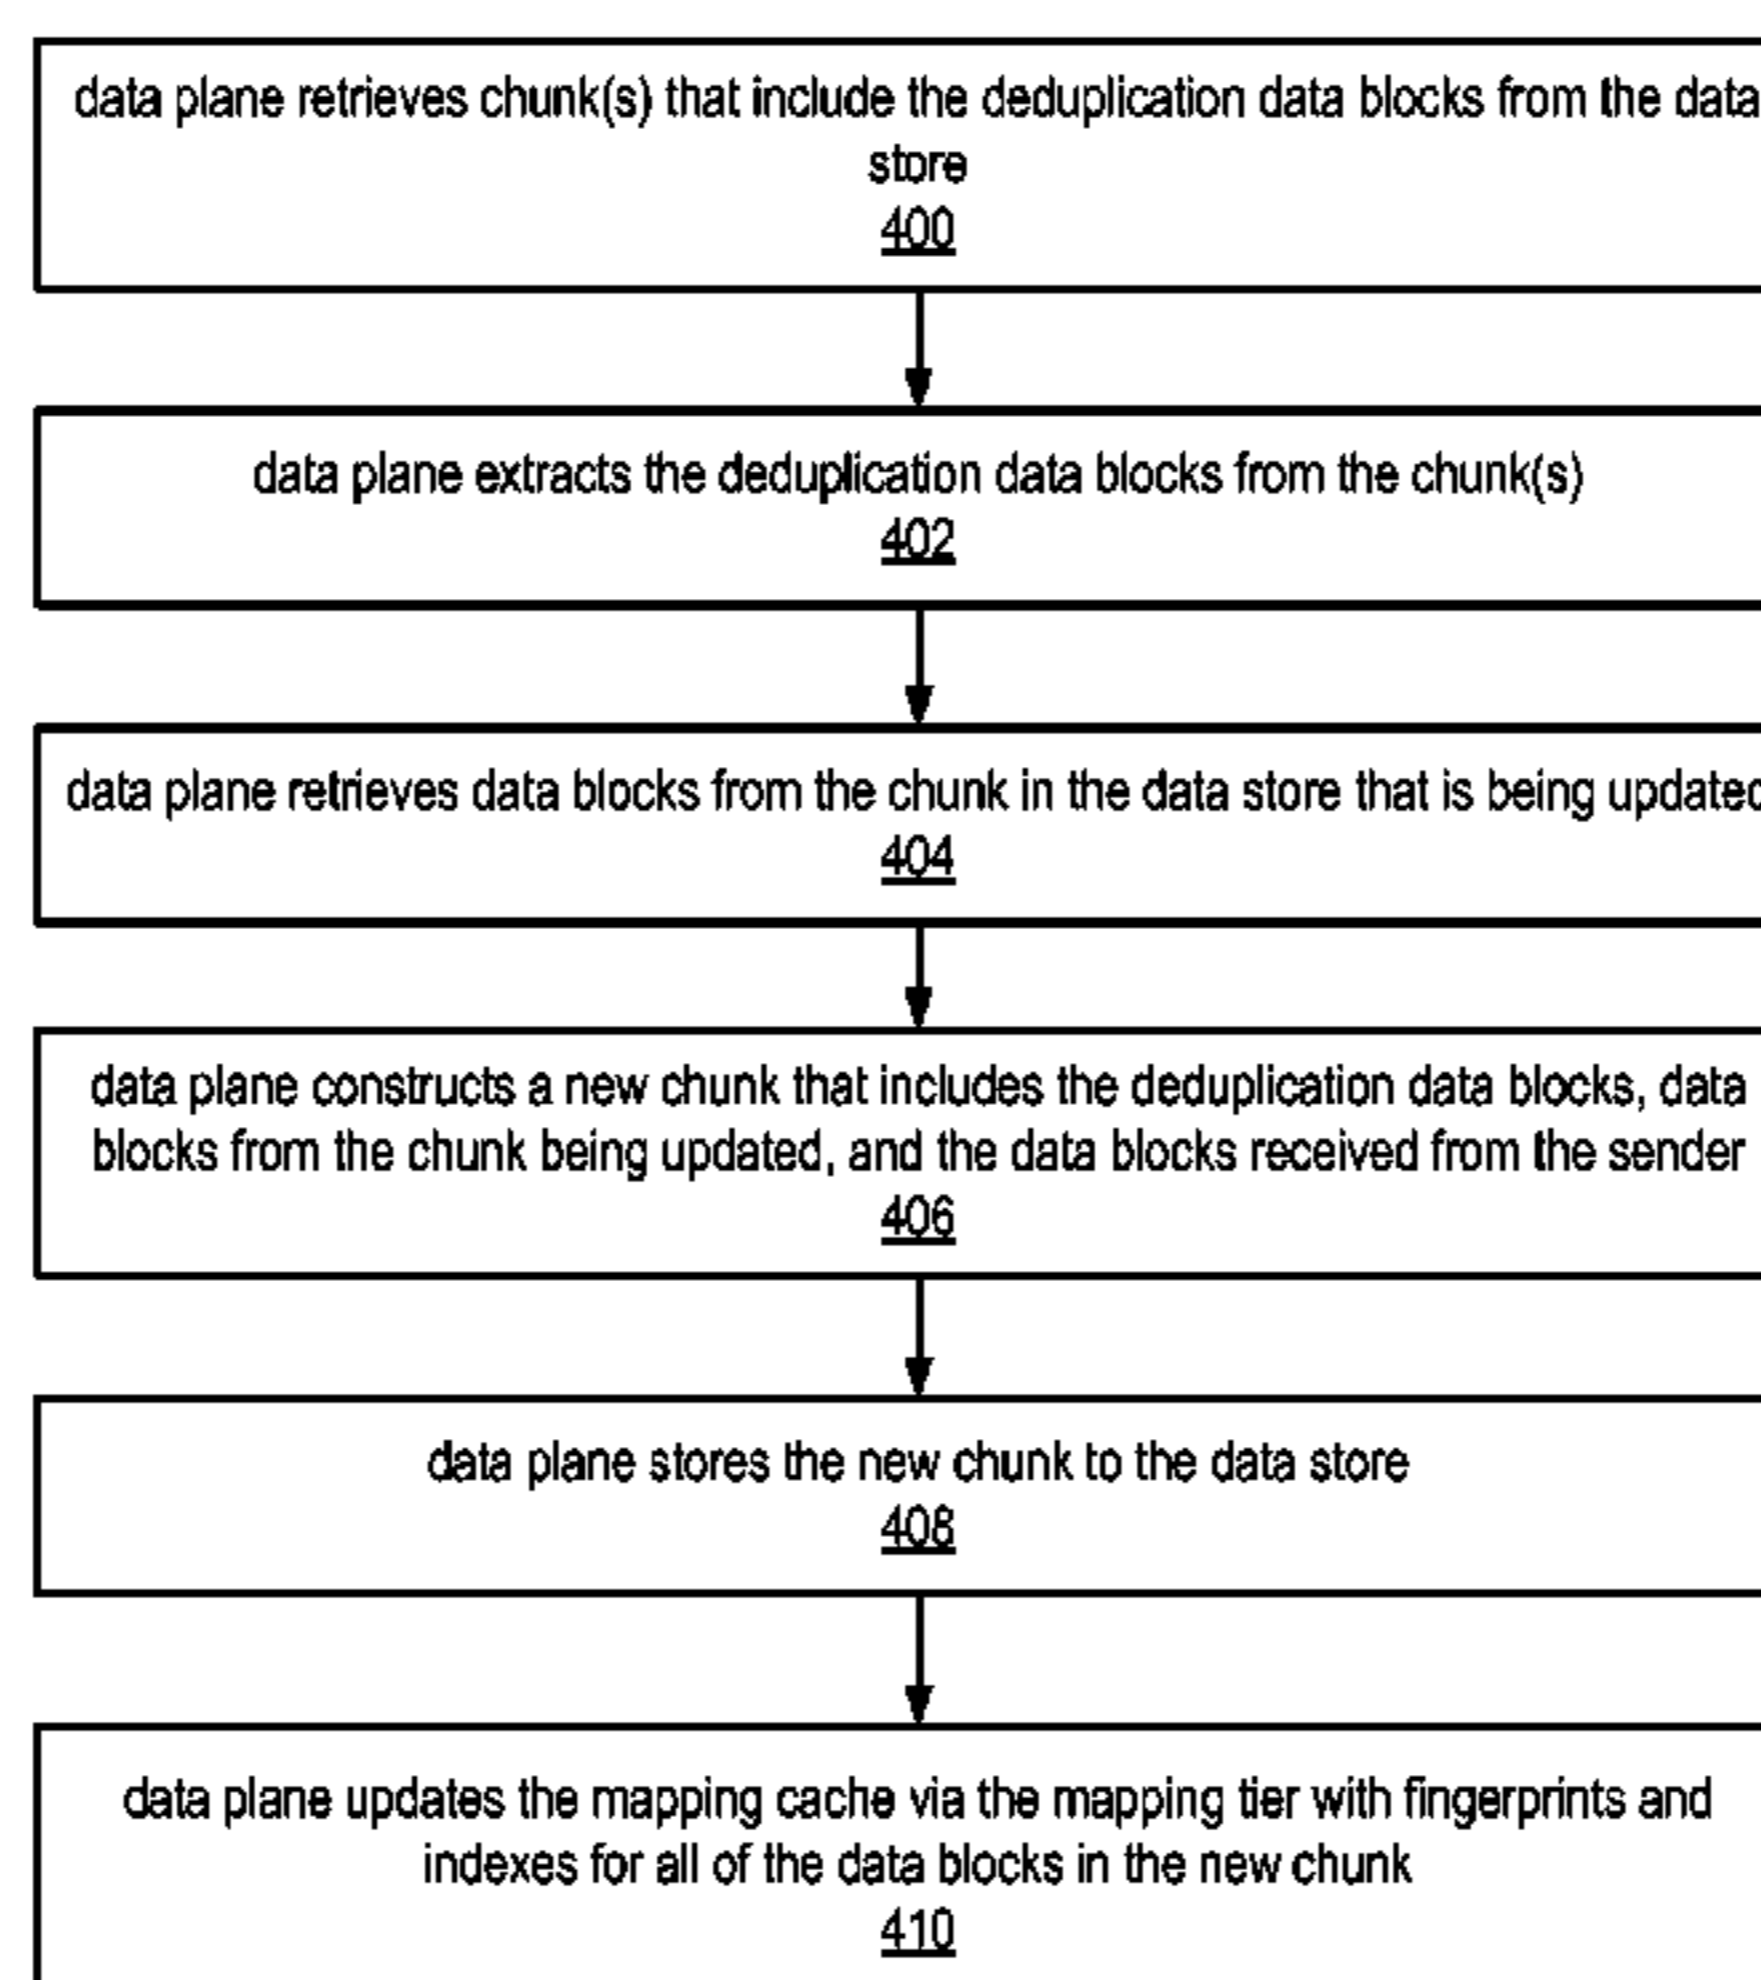 data plane retrieves chunk(s) that include the deduplication data blocks from the data
store
400
data plane extracts the deduplication data blocks from the chunk(s)
402
data plane retrieves data blocks from the chunk in the data store that is being updated
404
data plane constructs a new chunk that includes the deduplication data blocks, data
blocks from the chunk being updated, and the data blocks received from the sender
406
data plane stores the new chunk to the data store
408
data plane updates the mapping cache via the mapping tier with fingerprints and
indexes for all of the data blocks in the new chunk
410